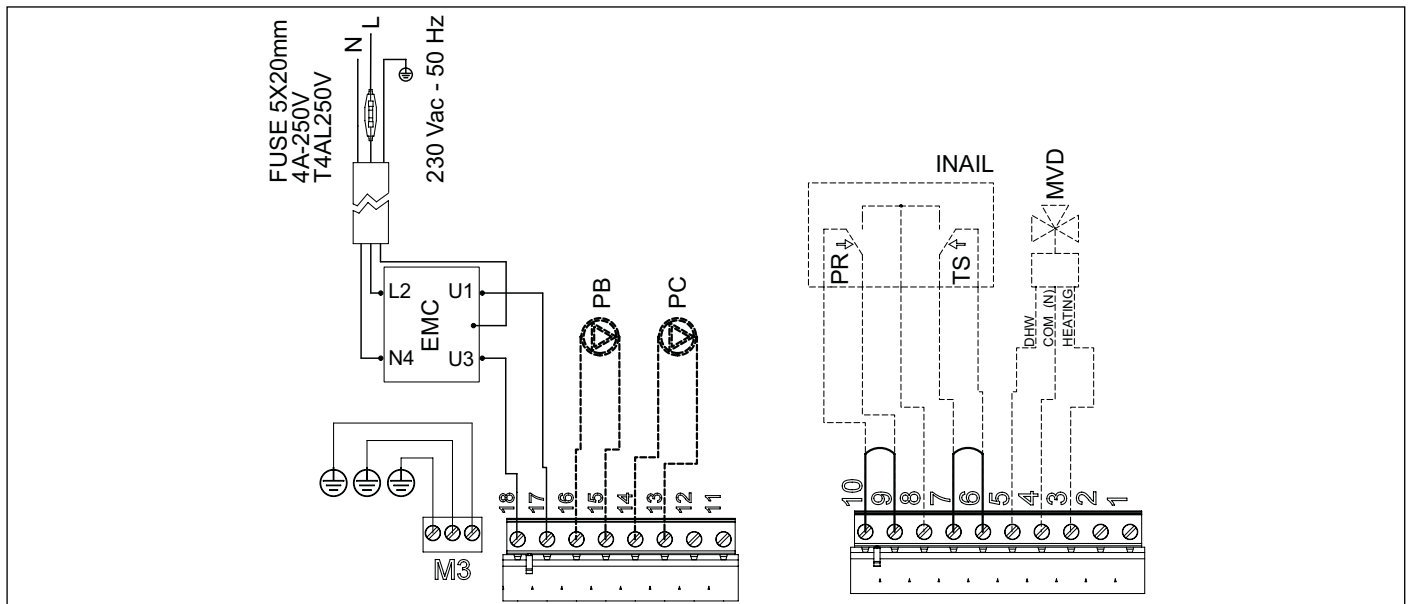 FUSE 5X20mm
4A-250V
T4AL250V
N
L
230 Vac - 50 Hz
L2
U1
EMC
N4
U3
PB
PC
M3
18
17
16
15
14
13
12
11
INAIL
PR
TS
MVD
DHW
COM (N)
HEATING
10
9
8
7
6
5
4
3
2
1